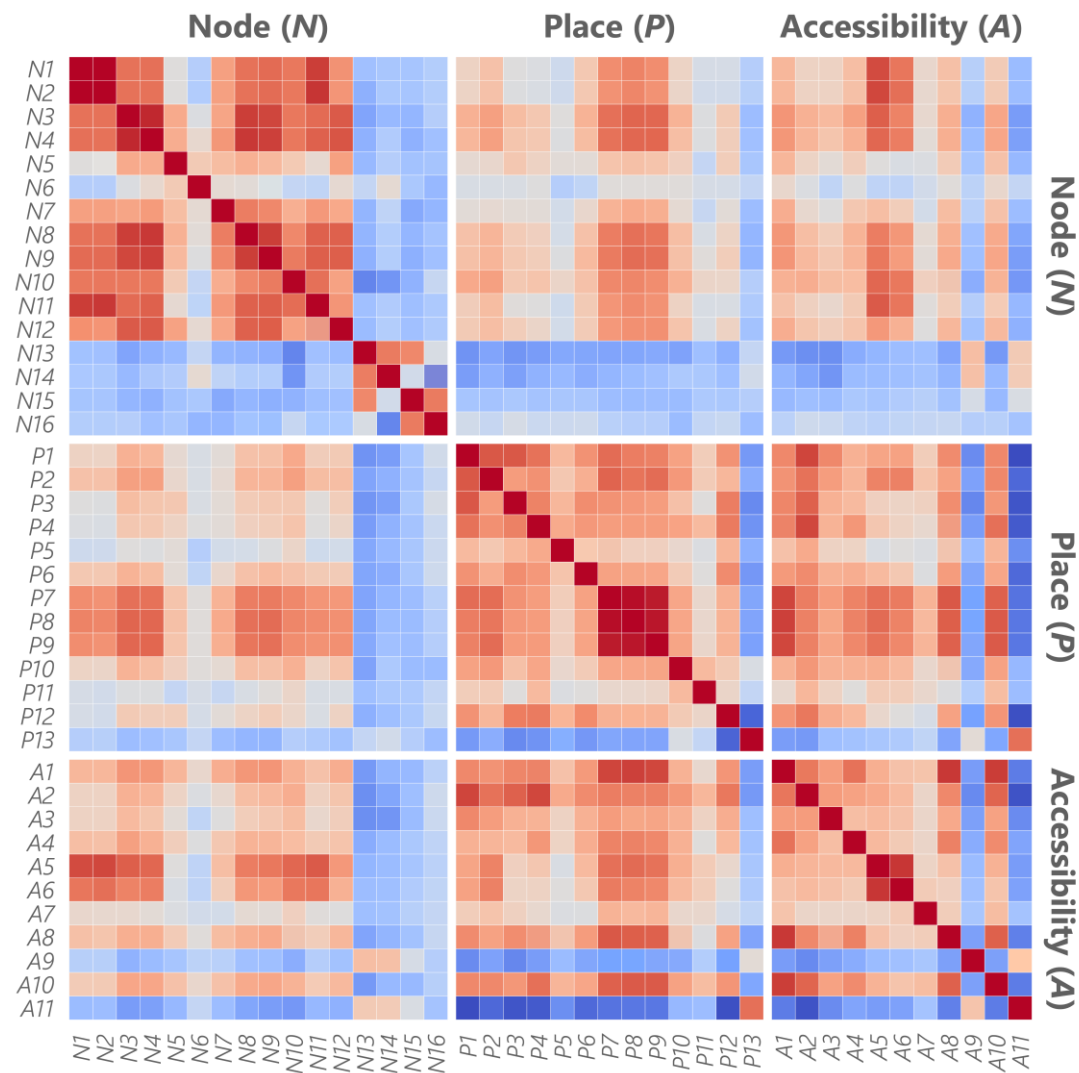 Node (N) Place (P) Accessibility (A)
N1
N2
N3
N4
N5
N6
N7
N8
N9
N10
N11
N12
N13
N14
N15
N16
Node (N)
P1
P2
P3
P4
P5
P6
P7
P8
P9
P10
P11
P12
P13
Place (P)
A1
A2
A3
A4
A5
A6
A7
A8
A9
A10
A11
Accessibility (A)
N1 N2 N3 N4 N5 N6 N7 N8 N9 N10 N11 N12 N13 N14 N15 N16 P1 P2 P3 P4 P5 P6 P7 P8 P9 P10 P11 P12 P13 A1 A2 A3 A4 A5 A6 A7 A8 A9 A10 A11